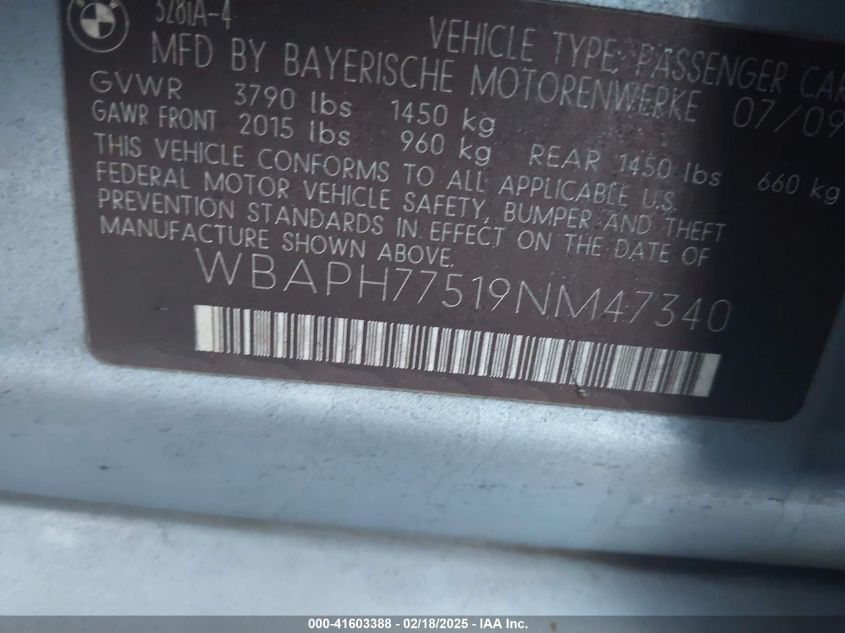 328iA-4
VEHICLE TYPE: PASSENGER CAR
MFD BY BAYERISCHE MOTORENWERKE 07/09
GVWR 3790 lbs 1450 kg
GAWR FRONT 2015 lbs 960 kg REAR 1450 lbs 660 kg
THIS VEHICLE CONFORMS TO ALL APPLICABLE U.S.
FEDERAL MOTOR VEHICLE SAFETY, BUMPER AND THEFT
PREVENTION STANDARDS IN EFFECT ON THE DATE OF
MANUFACTURE SHOWN ABOVE.
WBAPH77519NM47340
000-41603388 - 02/18/2025 - IAA Inc.